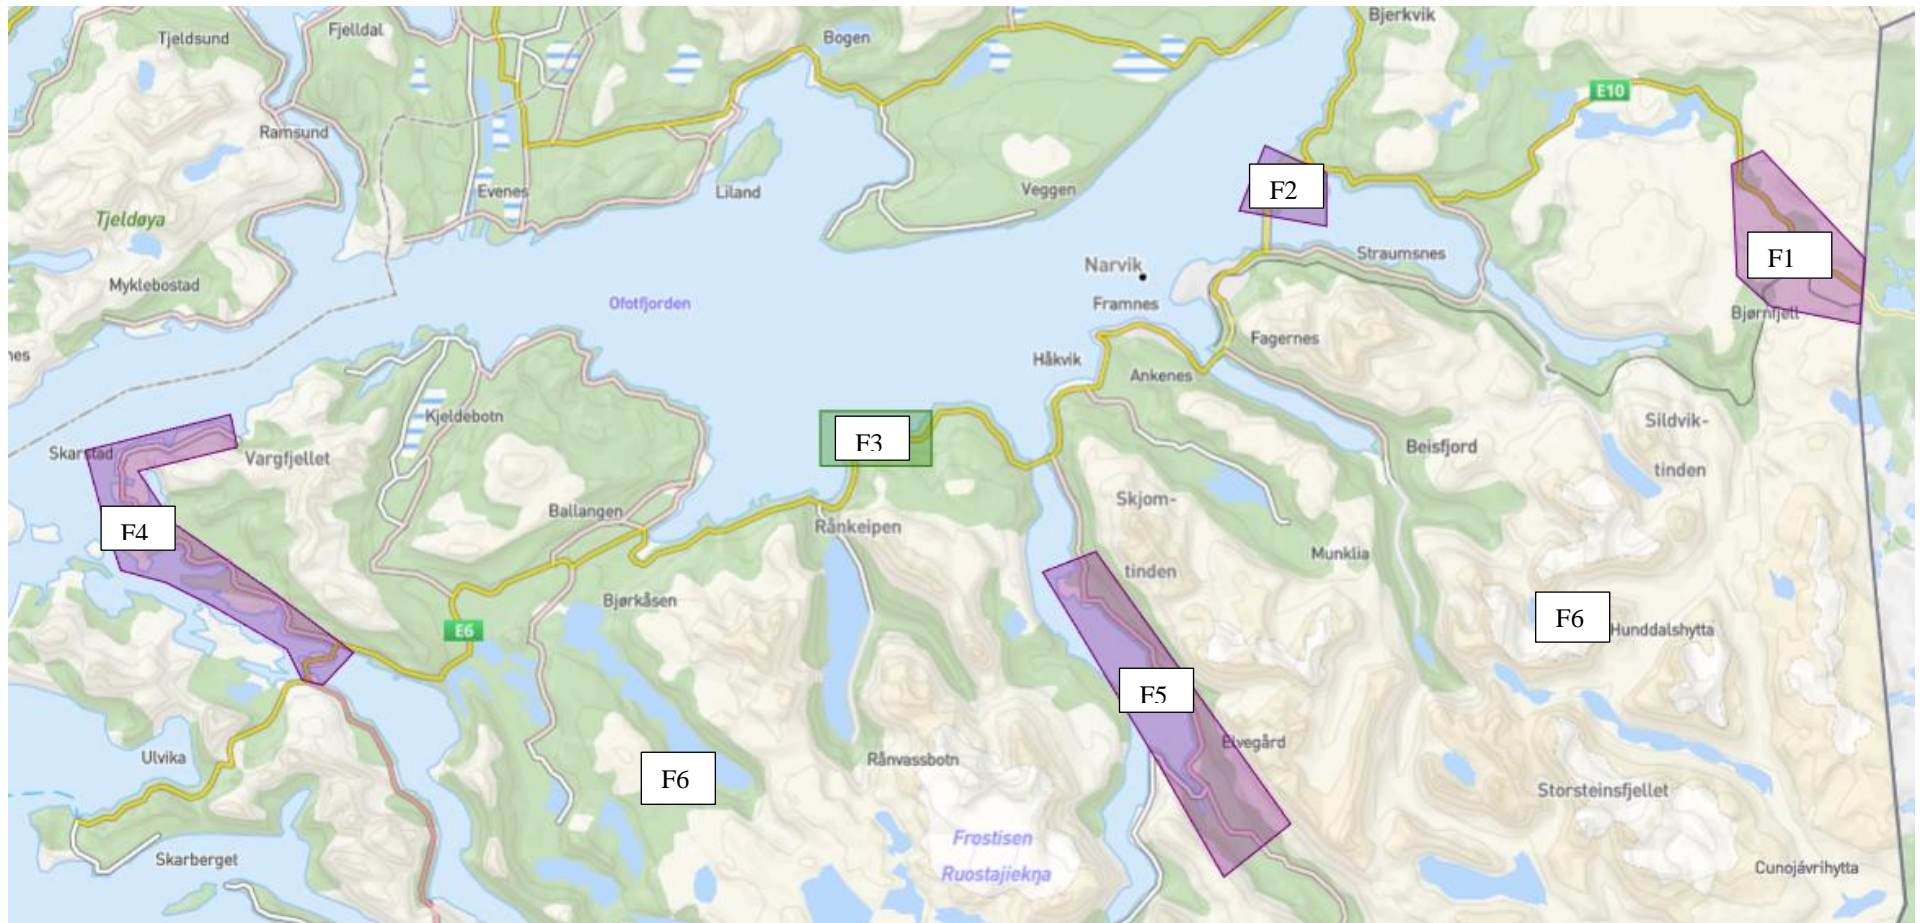 Bjerkvik
Fjelldal
Tjeldsund
Bogen
E10
Ramsund
F2
Evenes
Liland
Veggen
Tjeldøya
Straumsnes
F1
Narvik
Myklebostad
Ofotfjorden
Framnes
Bjørnfjell
nes
Fagernes
Håkvik
Ankenes
Kjeldebotn
Sildvik-
tinden
F3
Beisfjord
Skarstad
Vargfjellet
Skjom-
tinden
Ballangen
Rånkeipen
F4
Munklia
Bjørkåsen
F6
Hunddalshytta
E6
F5
Elvegård
Ulvika
Rånvassbotn
F6
Storsteinsfjellet
Frostisen
Ruostajiekŋa
Skarberget
Cunojávrihytta